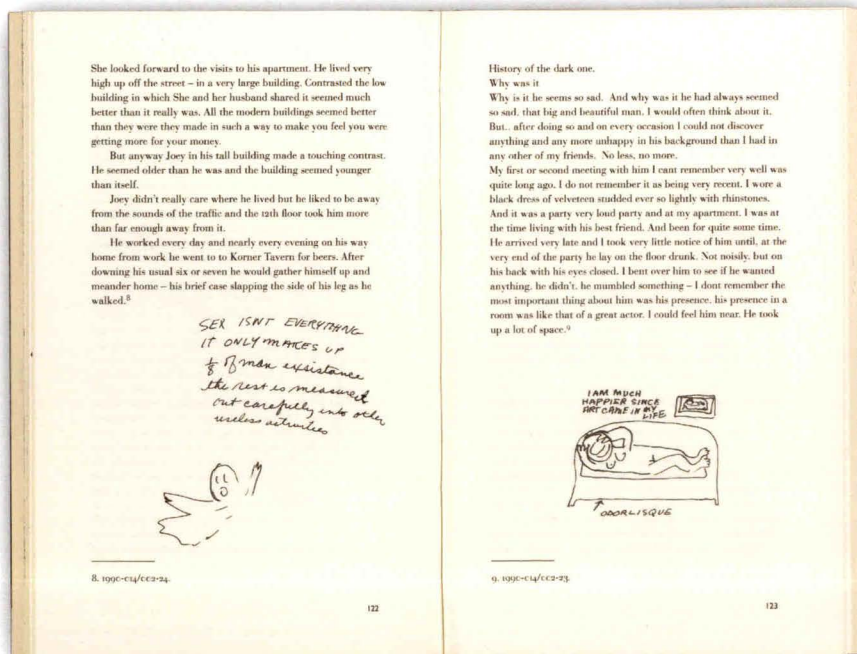 She looked forward to the visits to his apartment. He lived very
high up off the street – in a very large building. Contrasted the low
building in which She and her husband shared it seemed much
better than it really was. All the modern buildings seemed better
than they were they made in such a way to make you feel you were
getting more for your money.
But anyway Joey in his tall building made a touching contrast.
He seemed older than he was and the building seemed younger
than itself.
Joey didn't really care where he lived but he liked to be away
from the sounds of the traffic and the 12th floor took him more
than far enough away from it.
He worked every day and nearly every evening on his way
home from work he went to to Korner Tavern for beers. After
downing his usual six or seven he would gather himself up and
meander home – his brief case slapping the side of his leg as he
walked.8
SEX ISNT EVERYTHING
IT ONLY MAKES UP
1/8 of man exsistance
the rest is measured
out carefully into other
useless activities
8. 1990-C14/CC2-24.
122
History of the dark one.
Why was it
Why is it he seems so sad. And why was it he had always seemed
so sad, that big and beautiful man. I would often think about it.
But.. after doing so and on every occasion I could not discover
anything and any more unhappy in his background than I had in
any other of my friends. No less, no more.
My first or second meeting with him I cant remember very well was
quite long ago. I do not remember it as being very recent. I wore a
black dress of velveteen studded ever so lightly with rhinstones.
And it was a party very loud party and at my apartment. I was at
the time living with his best friend. And been for quite some time.
He arrived very late and I took very little notice of him until, at the
very end of the party he lay on the floor drunk. Not noisily, but on
his back with his eyes closed. I bent over him to see if he wanted
anything, he didn't, he mumbled something – I dont remember the
most important thing about him was his presence, his presence in a
room was like that of a great actor. I could feel him near. He took
up a lot of space.9
I AM MUCH
HAPPIER SINCE
ART CAME IN MY
LIFE
ODORLISQUE
9. 1990-C14/CC2-23.
123